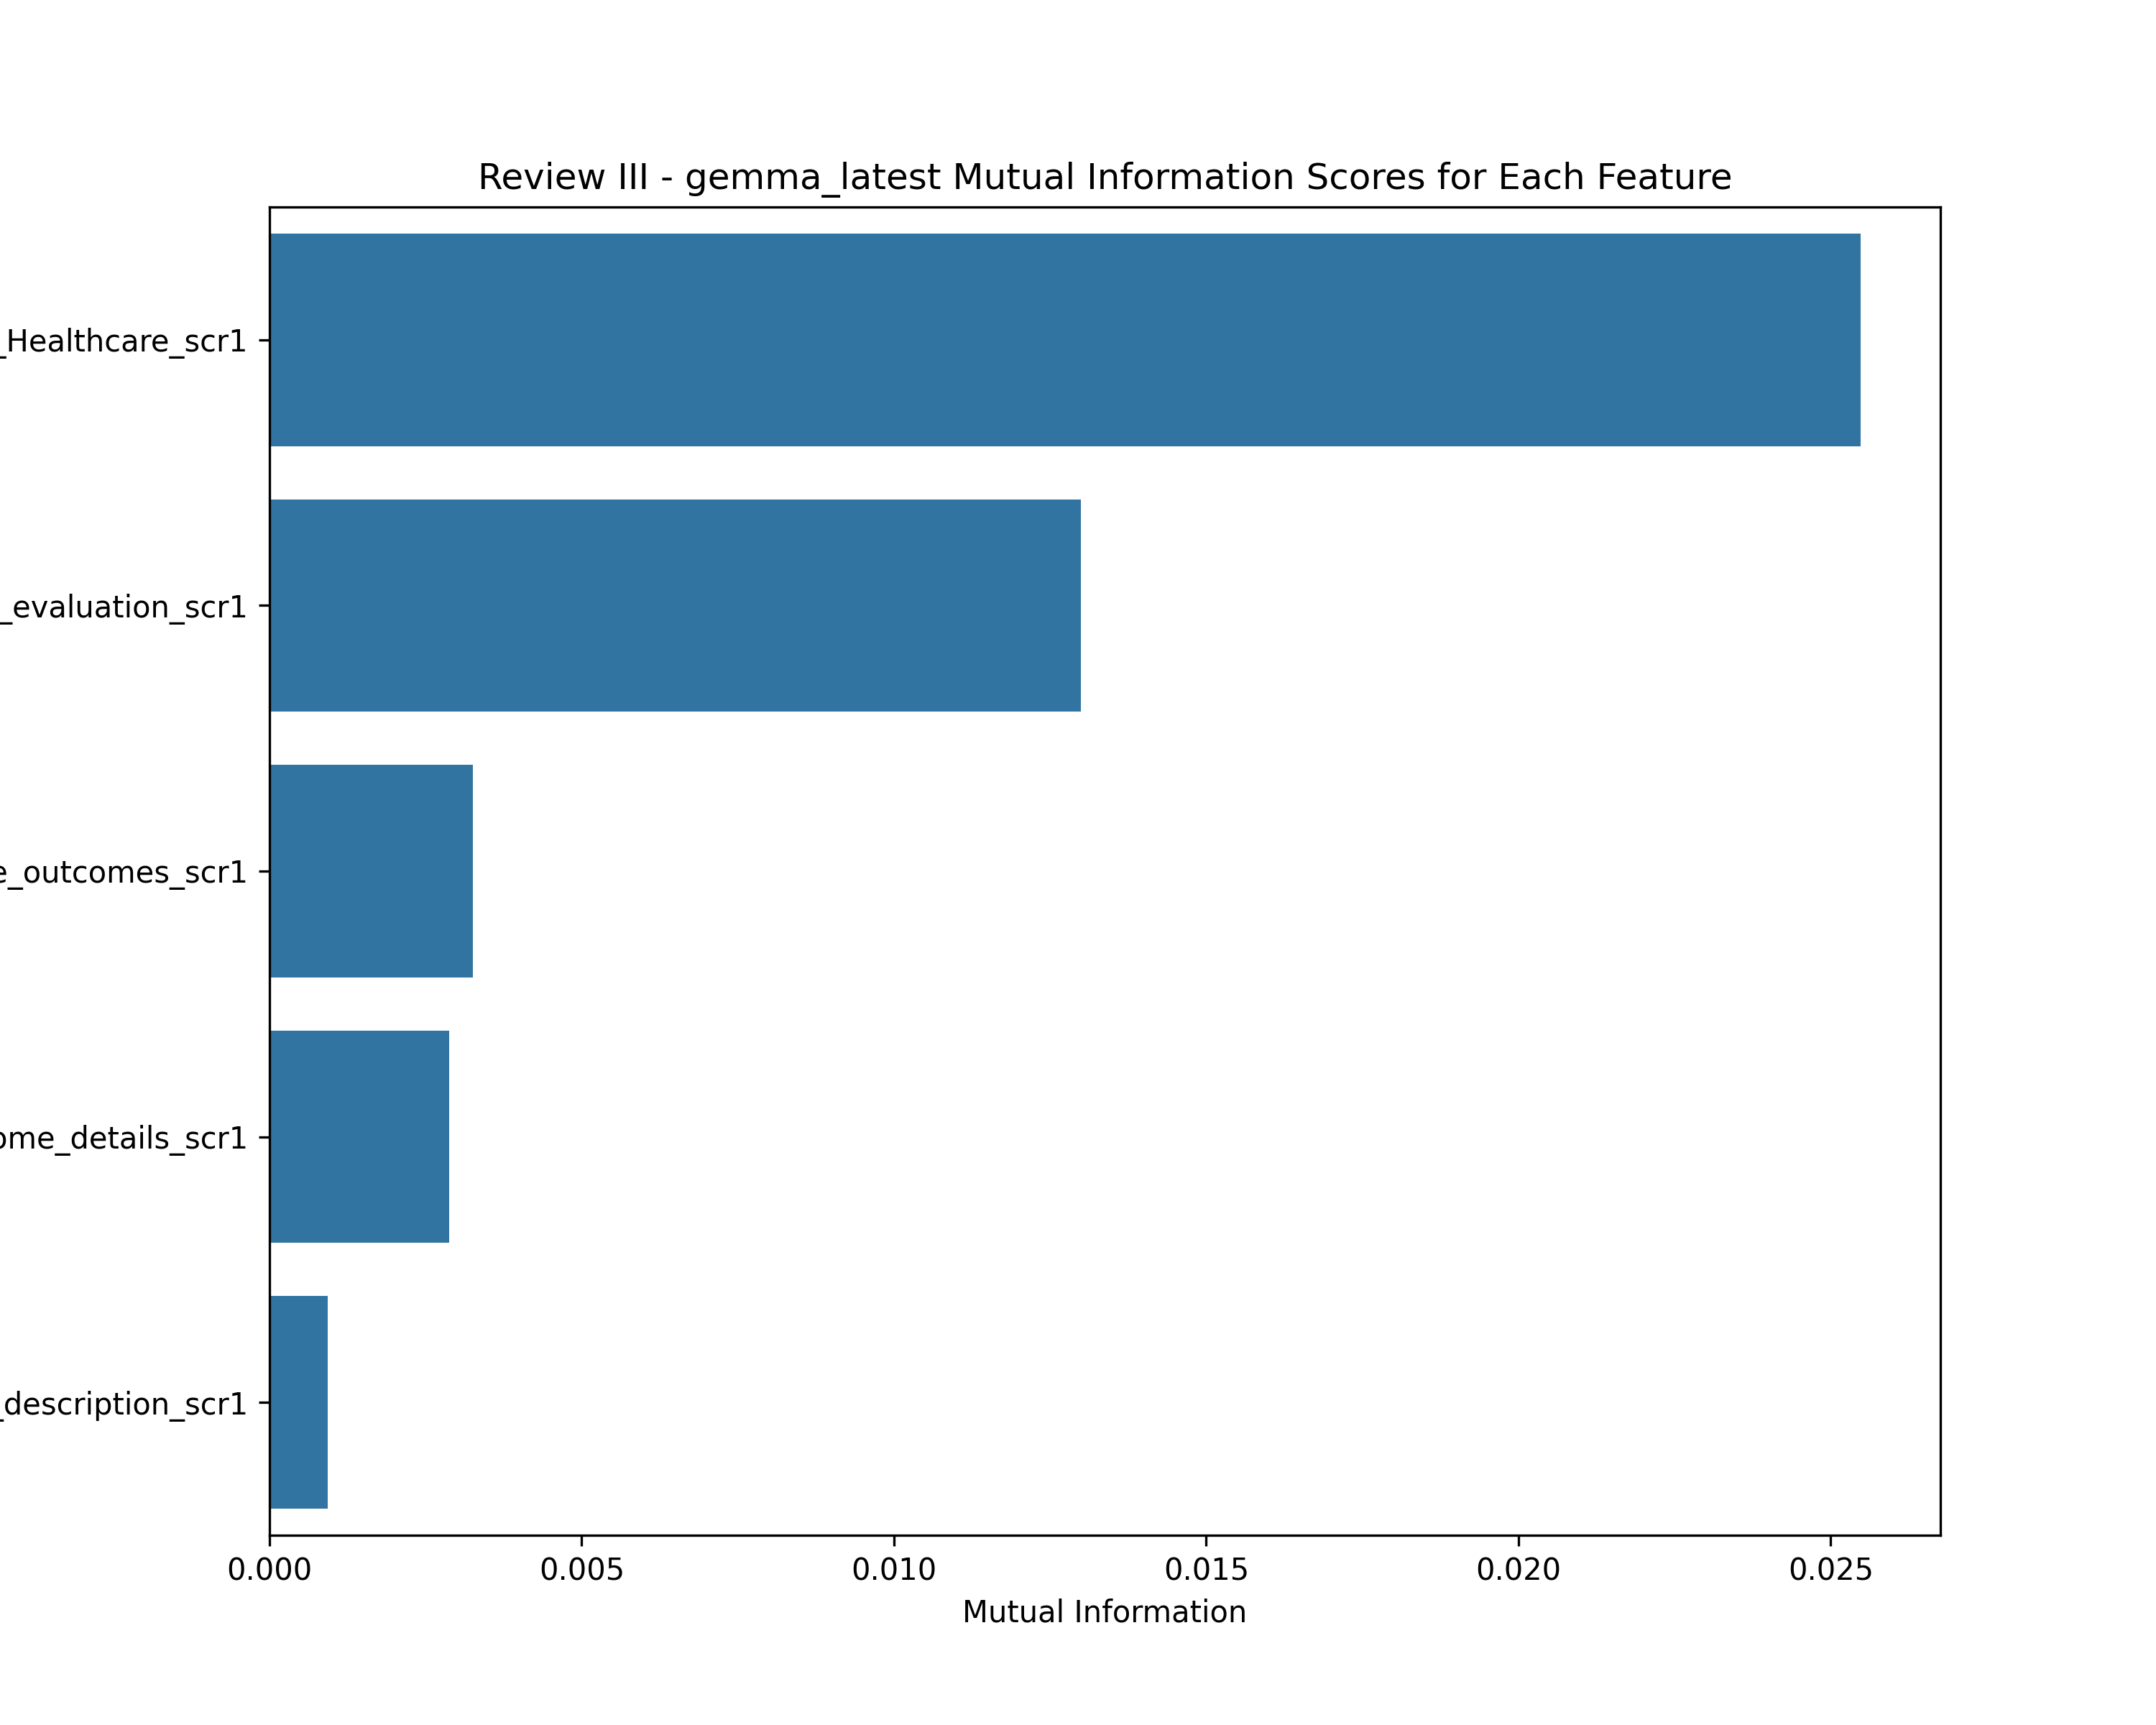 Review III - gemma_latest Mutual Information Scores for Each Feature
_Healthcare_scr1
_evaluation_scr1
e_outcomes_scr1
ome_details_scr1
_description_scr1
0.000 0.005 0.010 0.015 0.020 0.025
Mutual Information